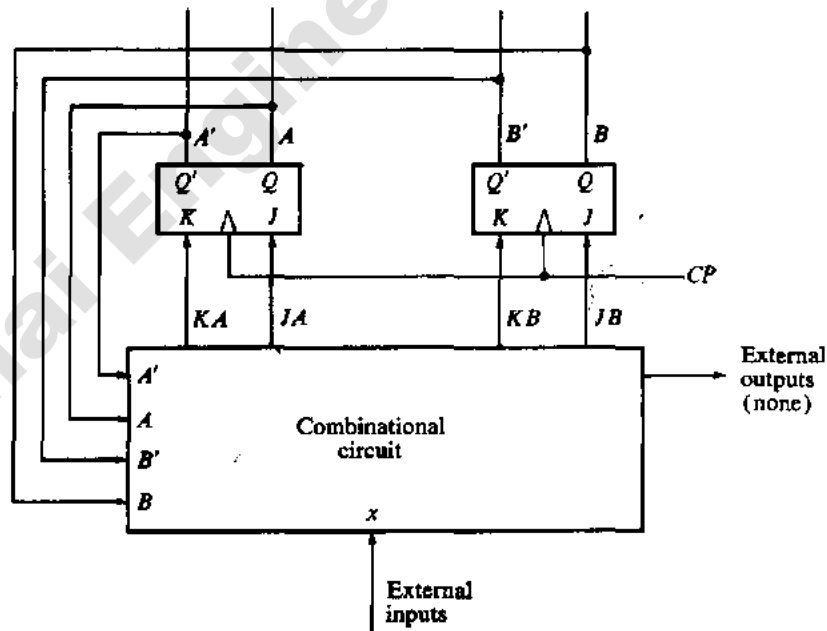 A' A B' B
Q' Q Q' Q
K J K J
CP
KA JA KB JB
External
outputs
(none)
A'
A
Combinational
circuit
B'
B
x
External
inputs